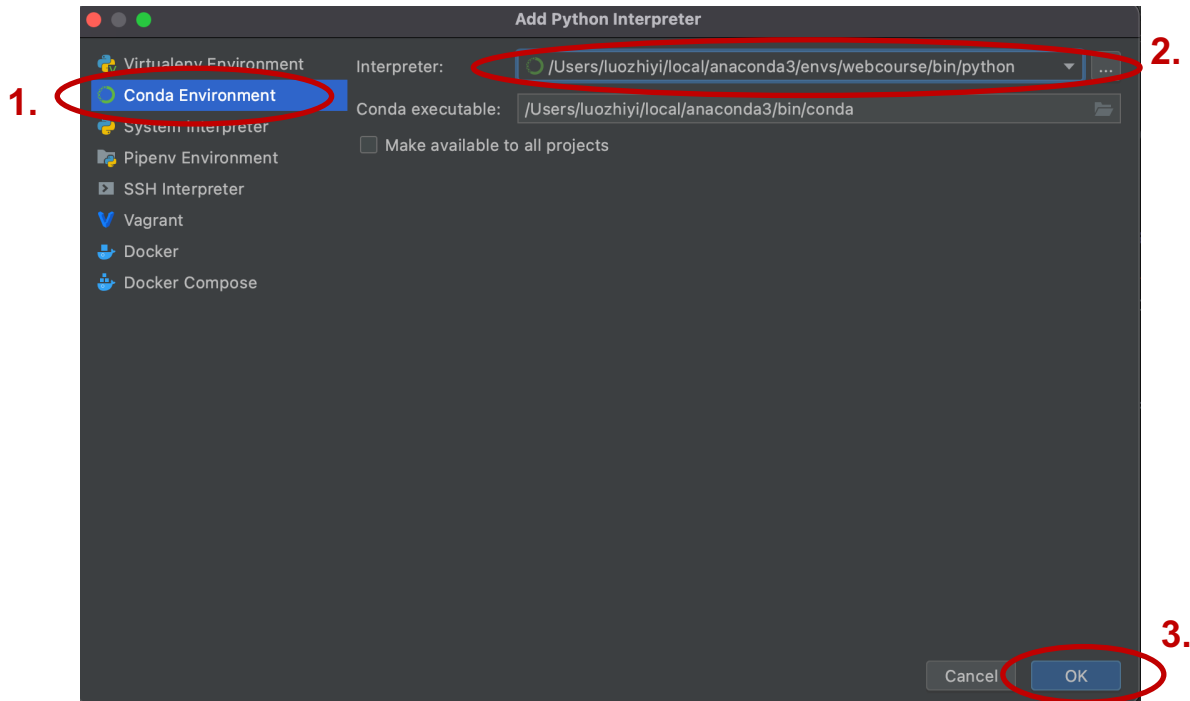 Add Python Interpreter
1.
2.
3.
Virtualenv Environment
Conda Environment
System Interpreter
Pipenv Environment
SSH Interpreter
Vagrant
Docker
Docker Compose
Interpreter: /Users/luozhiyi/local/anaconda3/envs/webcourse/bin/python ...
Conda executable: /Users/luozhiyi/local/anaconda3/bin/conda
Make available to all projects
Cancel
OK